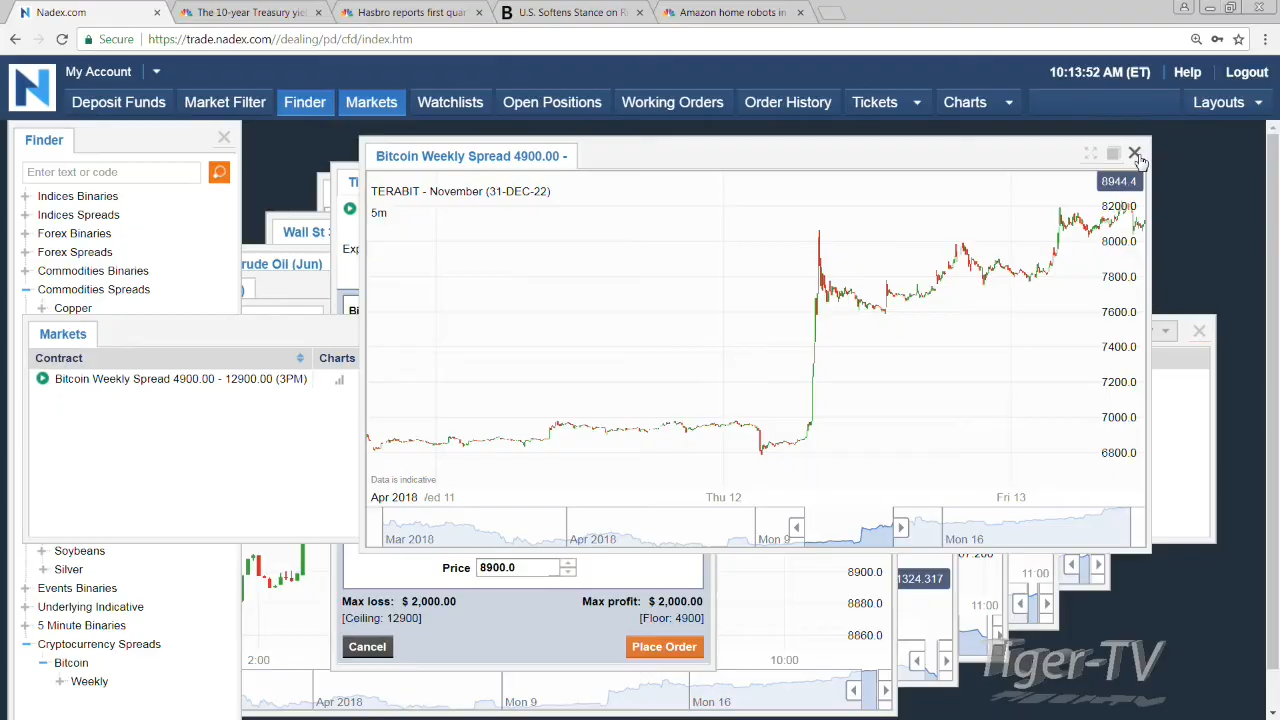 Nadex.com
The 10-year Treasury yie
Hasbro reports first quar
U.S. Softens Stance on R
Amazon home robots in
Secure
https://trade.nadex.com//dealing/pd/cfd/index.htm
N
My Account
10:13:52 AM (ET)
Help
Logout
Deposit Funds
Market Filter
Finder
Markets
Watchlists
Open Positions
Working Orders
Order History
Tickets
Charts
Layouts
Finder
Enter text or code
Indices Binaries
Indices Spreads
Forex Binaries
Forex Spreads
Commodities Binaries
Commodities Spreads
Copper
Wall St
rude Oil (Jun)
Exp
Bitcoin Weekly Spread 4900.00 -
TERABIT - November (31-DEC-22)
5m
8944.4
8200.0
8000.0
7800.0
7600.0
7400.0
7200.0
7000.0
6800.0
Data is indicative
Apr 2018
/ed 11
Thu 12
Fri 13
Mar 2018
Apr 2018
Mon 9
Mon 16
Markets
Contract
Charts
Bitcoin Weekly Spread 4900.00 - 12900.00 (3PM)
Soybeans
Silver
Events Binaries
Underlying Indicative
5 Minute Binaries
Cryptocurrency Spreads
Bitcoin
Weekly
Price
8900.0
Max loss: $ 2,000.00
Max profit: $ 2,000.00
[Ceiling: 12900]
[Floor: 4900]
Cancel
Place Order
8900.0
8880.0
8860.0
1324.317
11:00
11:00
2:00
10:00
Apr 2018
Mon 9
Mon 16
Tiger-TV